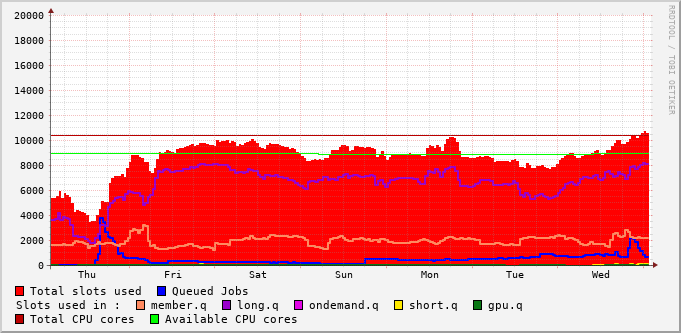 20000
18000
16000
14000
12000
10000
8000
6000
4000
2000
0
Thu Fri Sat Sun Mon Tue Wed
Total slots used Queued Jobs
Slots used in : member.q long.q ondemand.q short.q gpu.q
Total CPU cores Available CPU cores
RRDTOOL / TOBI OETIKER